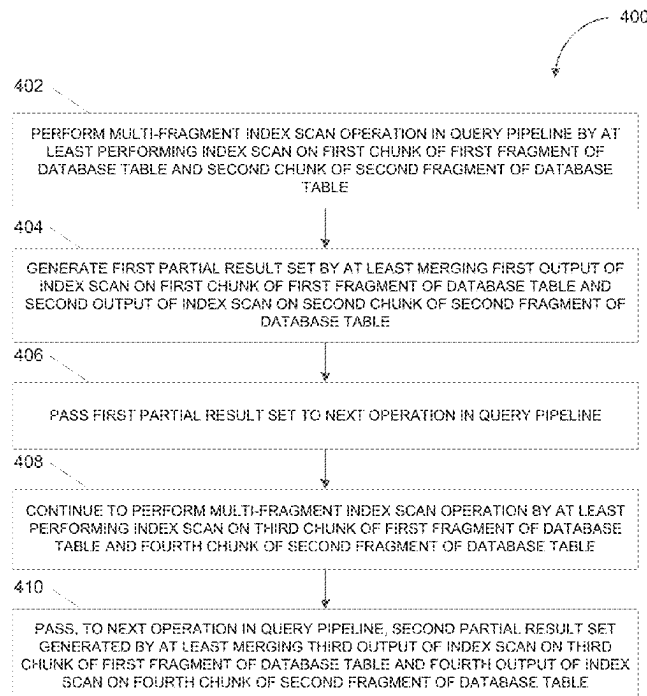 400
402
PERFORM MULTI-FRAGMENT INDEX SCAN OPERATION IN QUERY PIPELINE BY AT
LEAST PERFORMING INDEX SCAN ON FIRST CHUNK OF FIRST FRAGMENT OF
DATABASE TABLE AND SECOND CHUNK OF SECOND FRAGMENT OF DATABASE
TABLE
404
GENERATE FIRST PARTIAL RESULT SET BY AT LEAST MERGING FIRST OUTPUT OF
INDEX SCAN ON FIRST CHUNK OF FIRST FRAGMENT OF DATABASE TABLE AND
SECOND OUTPUT OF INDEX SCAN ON SECOND CHUNK OF SECOND FRAGMENT OF
DATABASE TABLE
406
PASS FIRST PARTIAL RESULT SET TO NEXT OPERATION IN QUERY PIPELINE
408
CONTINUE TO PERFORM MULTI-FRAGMENT INDEX SCAN OPERATION BY AT LEAST
PERFORMING INDEX SCAN ON THIRD CHUNK OF FIRST FRAGMENT OF DATABASE
TABLE AND FOURTH CHUNK OF SECOND FRAGMENT OF DATABASE TABLE
410
PASS, TO NEXT OPERATION IN QUERY PIPELINE, SECOND PARTIAL RESULT SET
GENERATED BY AT LEAST MERGING THIRD OUTPUT OF INDEX SCAN ON THIRD
CHUNK OF FIRST FRAGMENT OF DATABASE TABLE AND FOURTH OUTPUT OF INDEX
SCAN ON FOURTH CHUNK OF SECOND FRAGMENT OF DATABASE TABLE